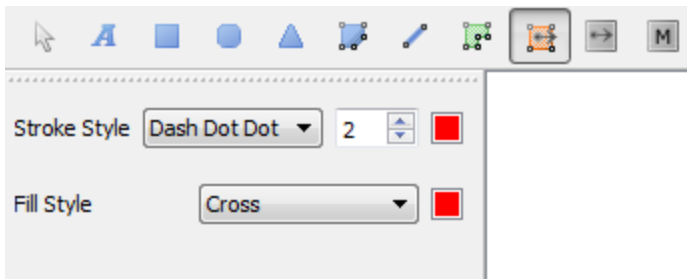 A
M
Stroke Style Dash Dot Dot 2
Fill Style Cross